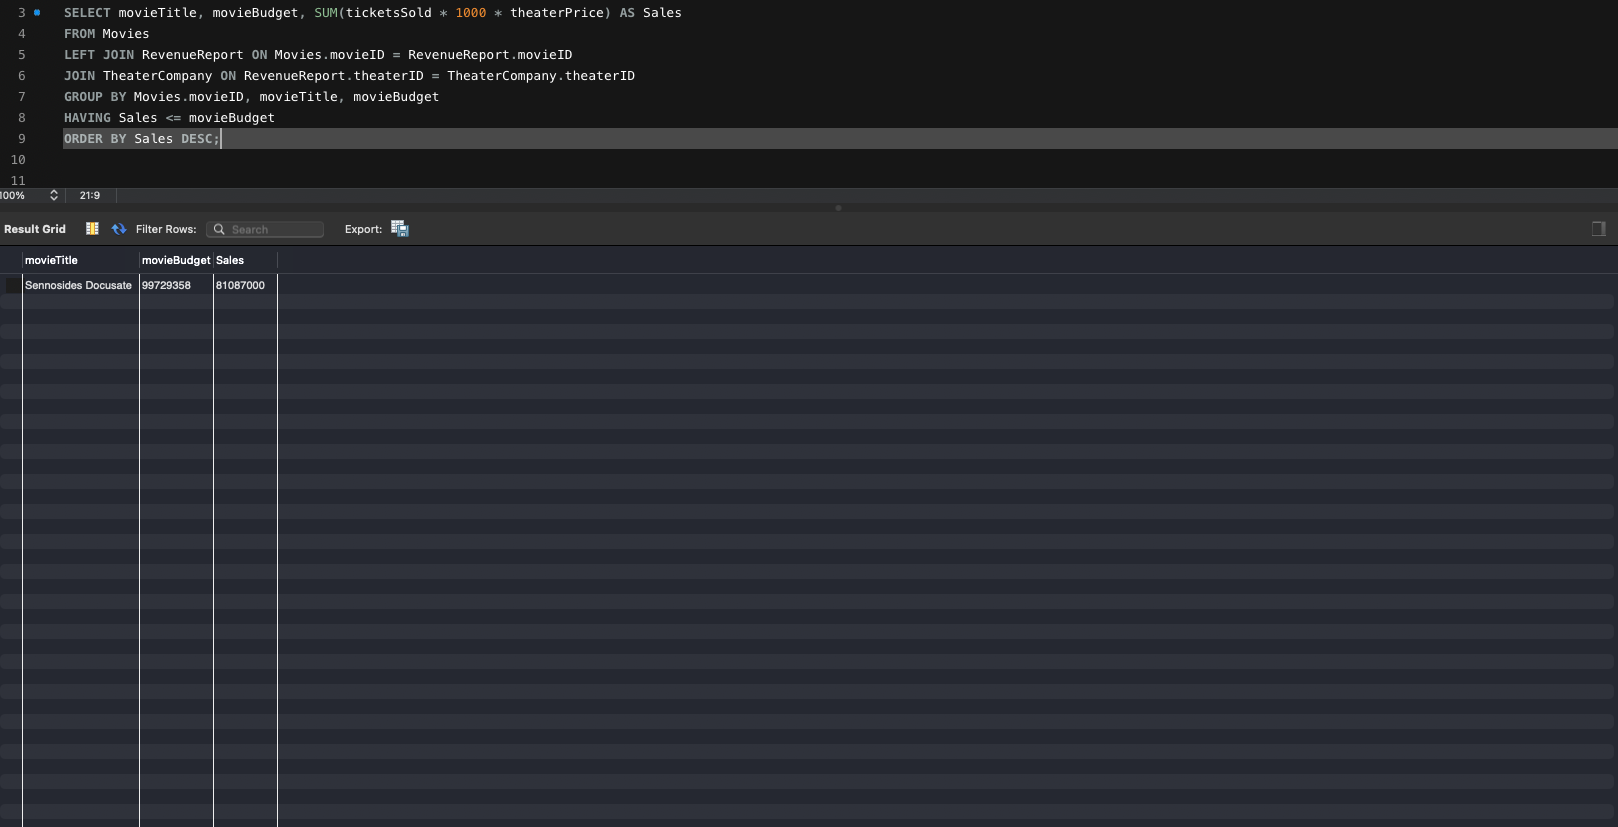 3 SELECT movieTitle, movieBudget, SUM(ticketsSold * 1000 * theaterPrice) AS Sales
4 FROM Movies
5 LEFT JOIN RevenueReport ON Movies.movieID = RevenueReport.movieID
6 JOIN TheaterCompany ON RevenueReport.theaterID = TheaterCompany.theaterID
7 GROUP BY Movies.movieID, movieTitle, movieBudget
8 HAVING Sales <= movieBudget
9 ORDER BY Sales DESC;
10
11
100% 21:9
Result Grid Filter Rows: Search Export:
movieTitle movieBudget Sales
Sennosides Docusate 99729358 81087000